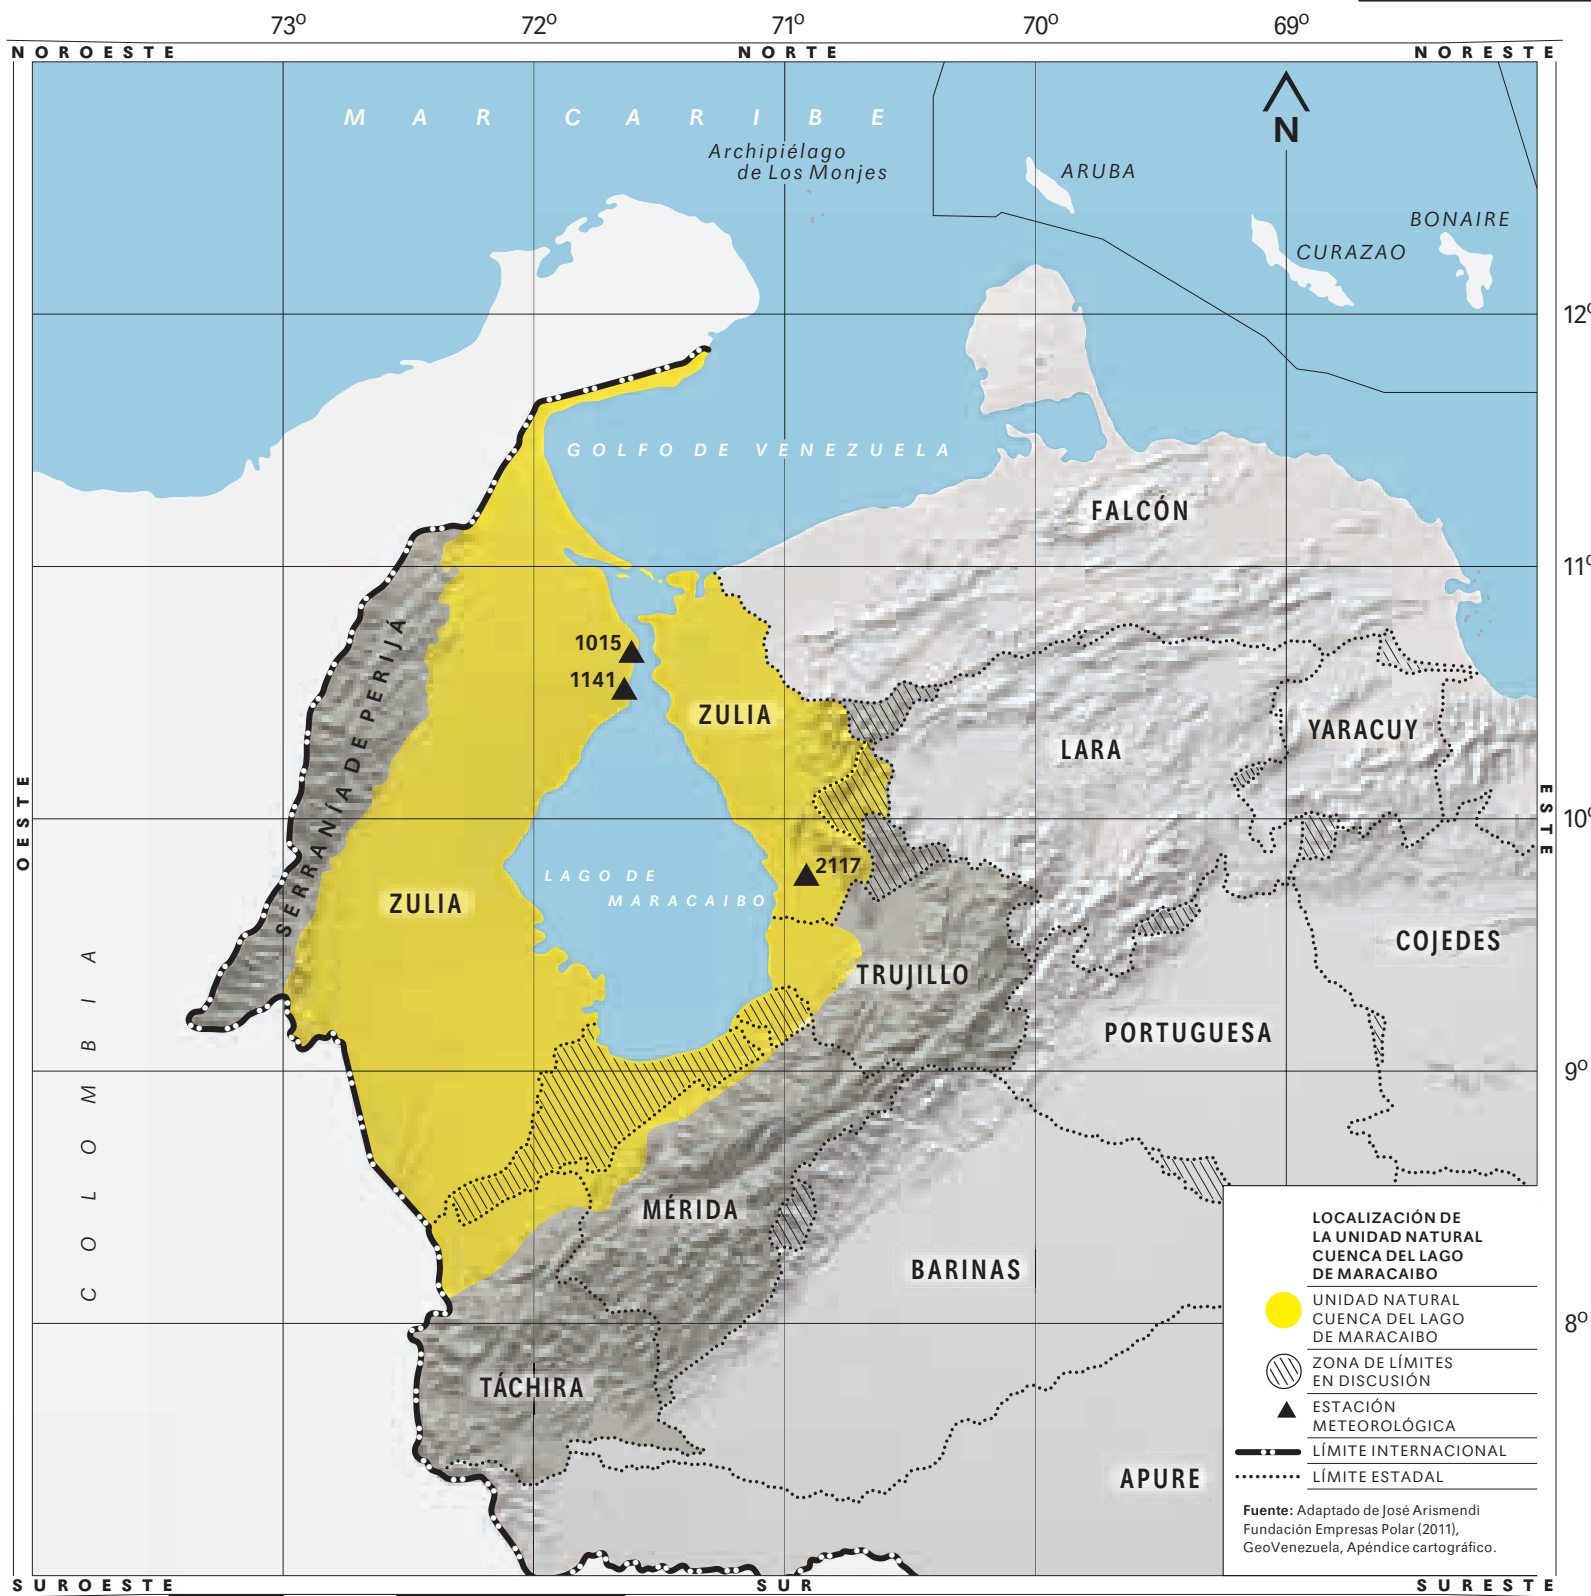 73º 72º 71º 70º 69º
NOROESTE NORTE NORESTE
MAR CARIBE
N
Archipiélago
de Los Monjes
ARUBA
BONAIRE
CURAZAO
12º
GOLFO DE VENEZUELA
FALCÓN
11º
SERRANÍA DE PERIJÁ
1015
1141
ZULIA
YARACUY
LARA
OESTE
ESTE
10º
2117
LAGO DE
MARACAIBO
ZULIA
COJEDES
TRUJILLO
PORTUGUESA
COLOMBIA
9º
MÉRIDA
BARINAS
8º
TÁCHIRA
APURE
LOCALIZACIÓN DE
LA UNIDAD NATURAL
CUENCA DEL LAGO
DE MARACAIBO
UNIDAD NATURAL
CUENCA DEL LAGO
DE MARACAIBO
ZONA DE LÍMITES
EN DISCUSIÓN
ESTACIÓN
METEOROLÓGICA
LÍMITE INTERNACIONAL
LÍMITE ESTADAL
Fuente: Adaptado de José Arismendi
Fundación Empresas Polar (2011),
GeoVenezuela, Apéndice cartográfico.
SUROESTE SUR SURESTE